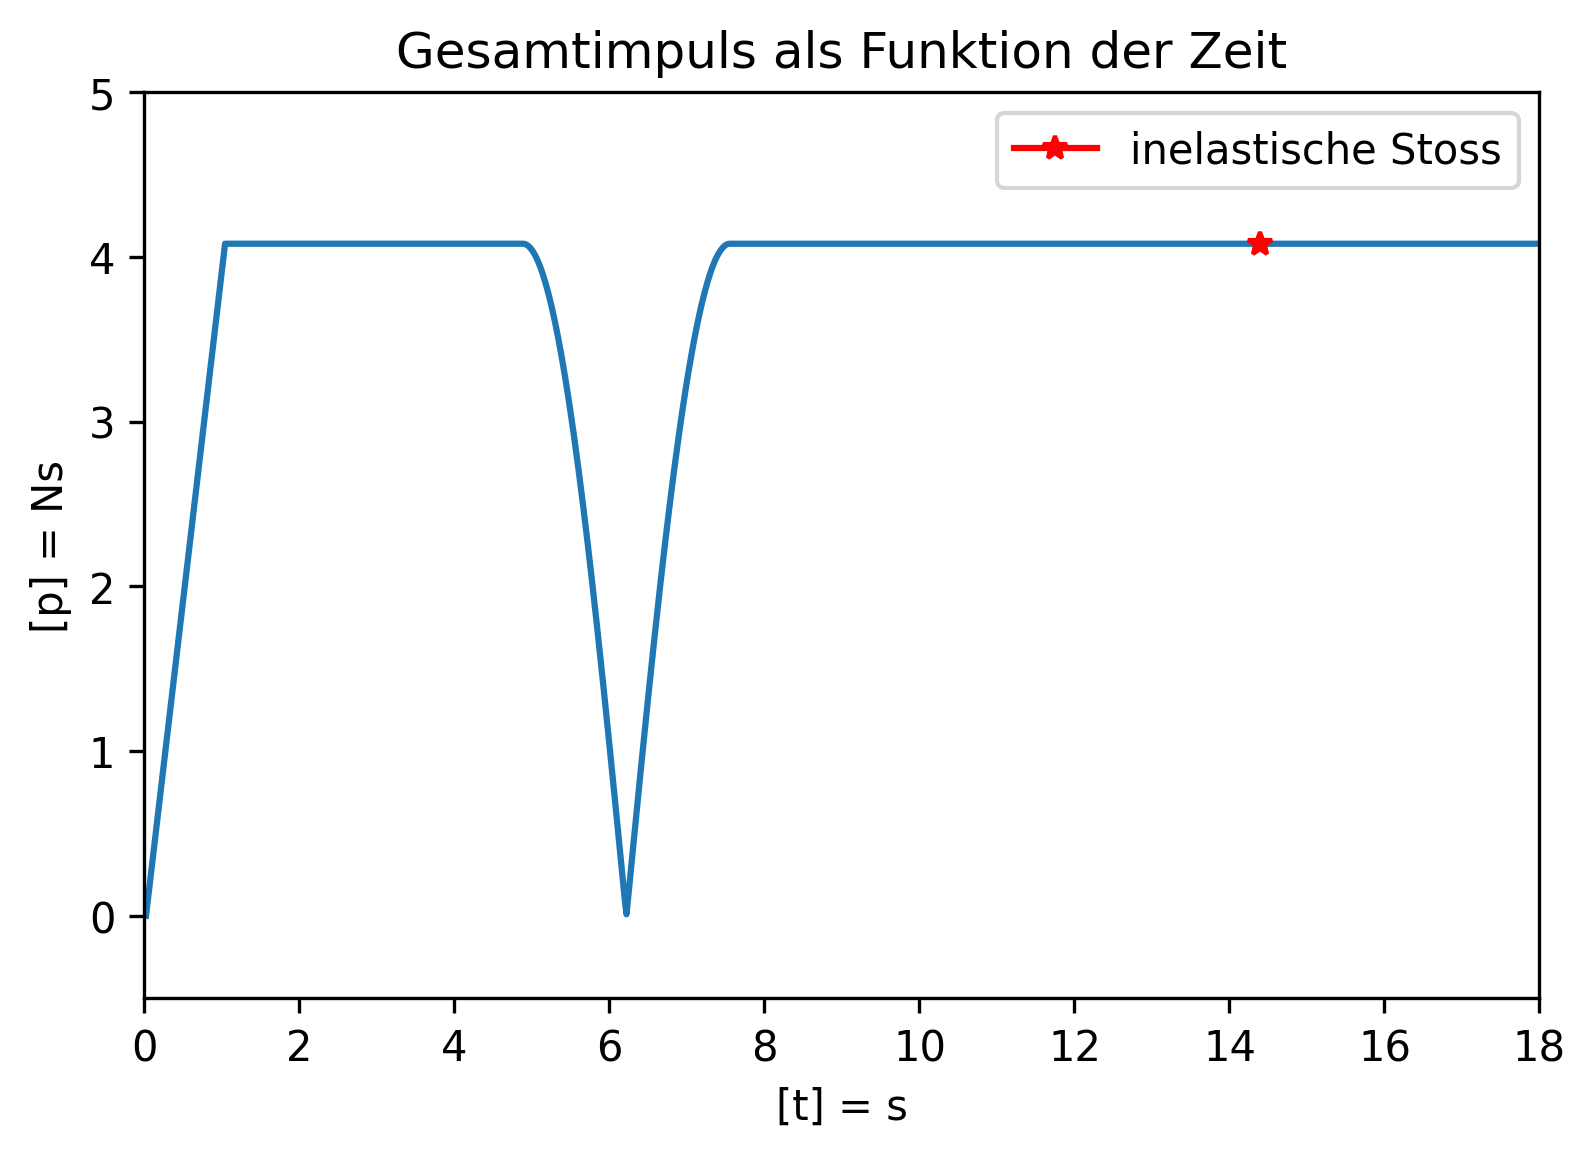 Gesamtimpuls als Funktion der Zeit
inelastische Stoss
[p] = Ns
5
4
3
2
1
0
0 2 4 6 8 10 12 14 16 18
[t] = s